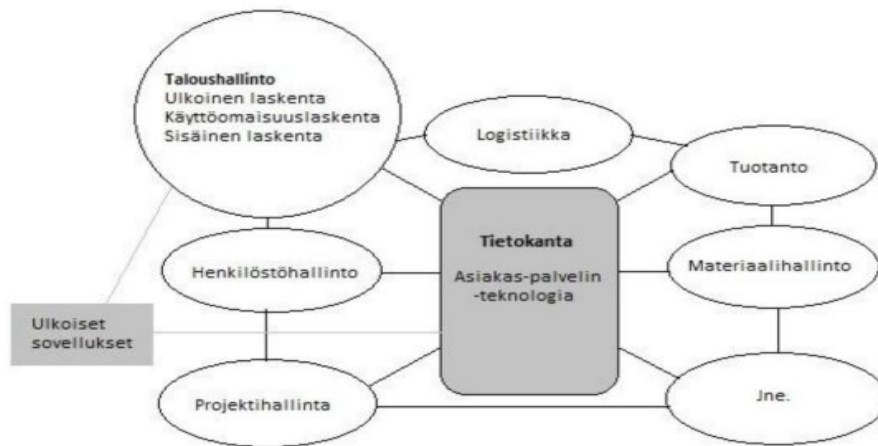 Taloushallinto
Ulkoinen laskenta
Käyttöomaisuuslaskenta
Sisäinen laskenta
Logistiikka
Tuotanto
Tietokanta
Asiakas-palvelin
-teknologia
Henkilöstöhallinto
Materiaalihallinto
Ulkoiset
sovellukset
Projektihallinta
Jne.